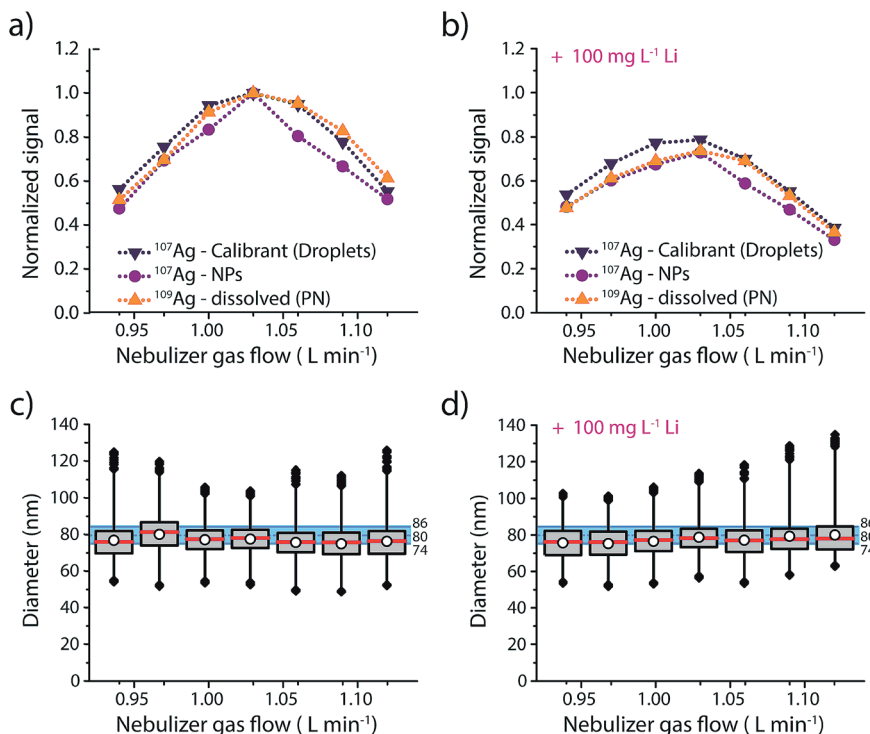 a)
Normalized signal
1.2
1.0
0.8
0.6
0.4
0.2
0.0
¹⁰⁷Ag - Calibrant (Droplets)
¹⁰⁷Ag - NPs
¹⁰⁹Ag - dissolved (PN)
0.95 1.00 1.05 1.10
Nebulizer gas flow ( L min⁻¹)
b)
+ 100 mg L⁻¹ Li
Normalized signal
1.2
1.0
0.8
0.6
0.4
0.2
0.0
¹⁰⁷Ag - Calibrant (Droplets)
¹⁰⁷Ag - NPs
¹⁰⁹Ag - dissolved (PN)
0.95 1.00 1.05 1.10
Nebulizer gas flow ( L min⁻¹)
c)
Diameter (nm)
140
120
100
80
60
40
20
0
86
80
74
0.95 1.00 1.05 1.10
Nebulizer gas flow ( L min⁻¹)
d)
+ 100 mg L⁻¹ Li
Diameter (nm)
140
120
100
80
60
40
20
0
86
80
74
0.95 1.00 1.05 1.10
Nebulizer gas flow ( L min⁻¹)